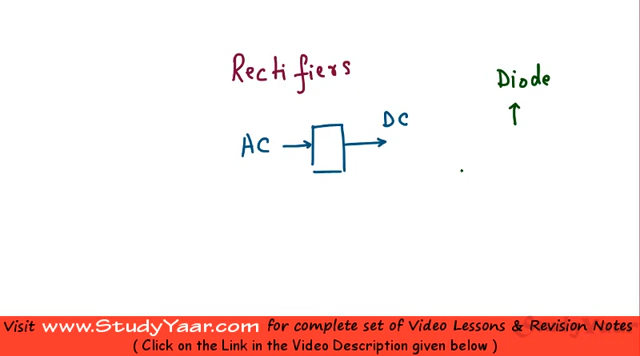 Rectifiers
Diode
DC
AC
Visit www.StudyYaar.com for complete set of Video Lessons & Revision Notes
( Click on the Link in the Video Description given below )